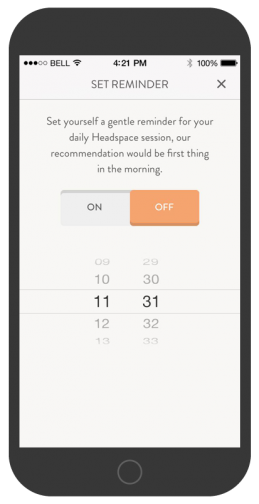 BELL 4:21 PM 100%
SET REMINDER ×
Set yourself a gentle reminder for your
daily Headspace session, our
recommendation would be first thing
in the morning.
ON OFF
09 29
10 30
11 31
12 32
13 33